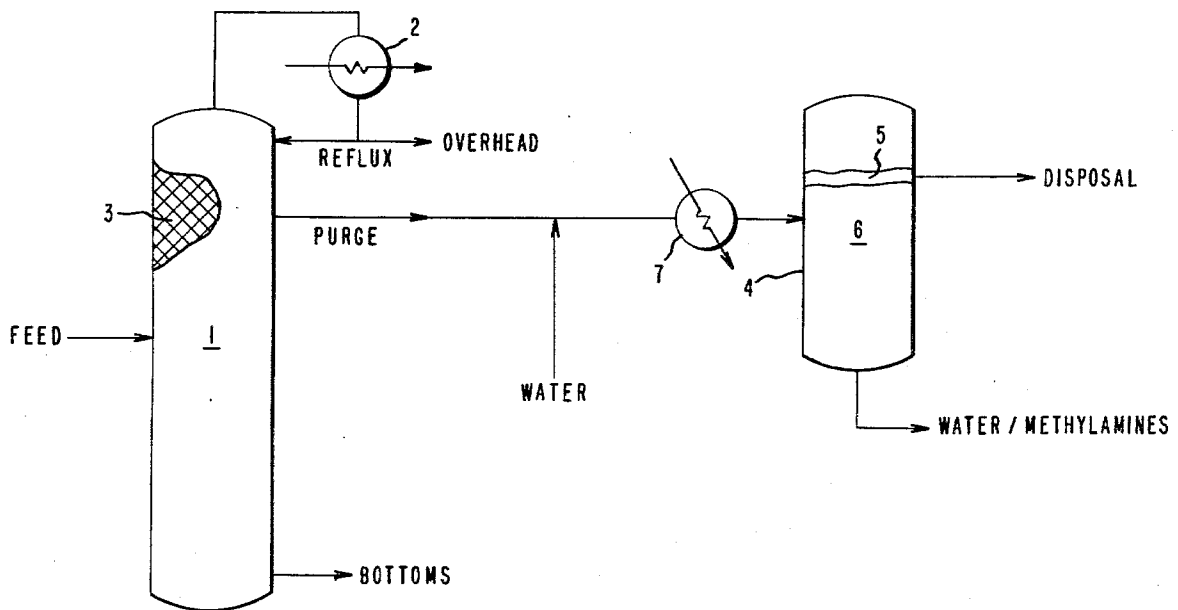 2
REFLUX
OVERHEAD
3
PURGE
5
DISPOSAL
6
7
4
FEED
1
WATER
WATER / METHYLAMINES
BOTTOMS